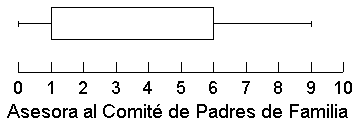 0 1 2 3 4 5 6 7 8 9 10
Asesora al Comité de Padres de Familia